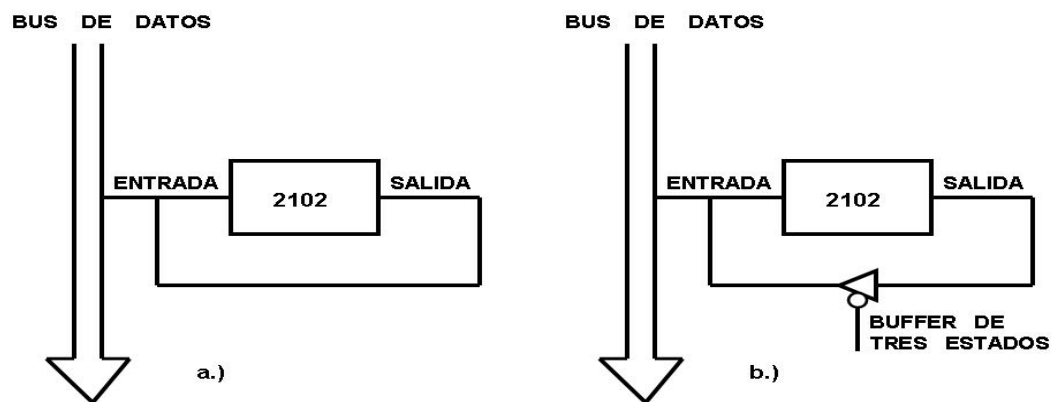 BUS DE DATOS
ENTRADA
2102
SALIDA
a.)
BUS DE DATOS
ENTRADA
2102
SALIDA
BUFFER DE
TRES ESTADOS
b.)